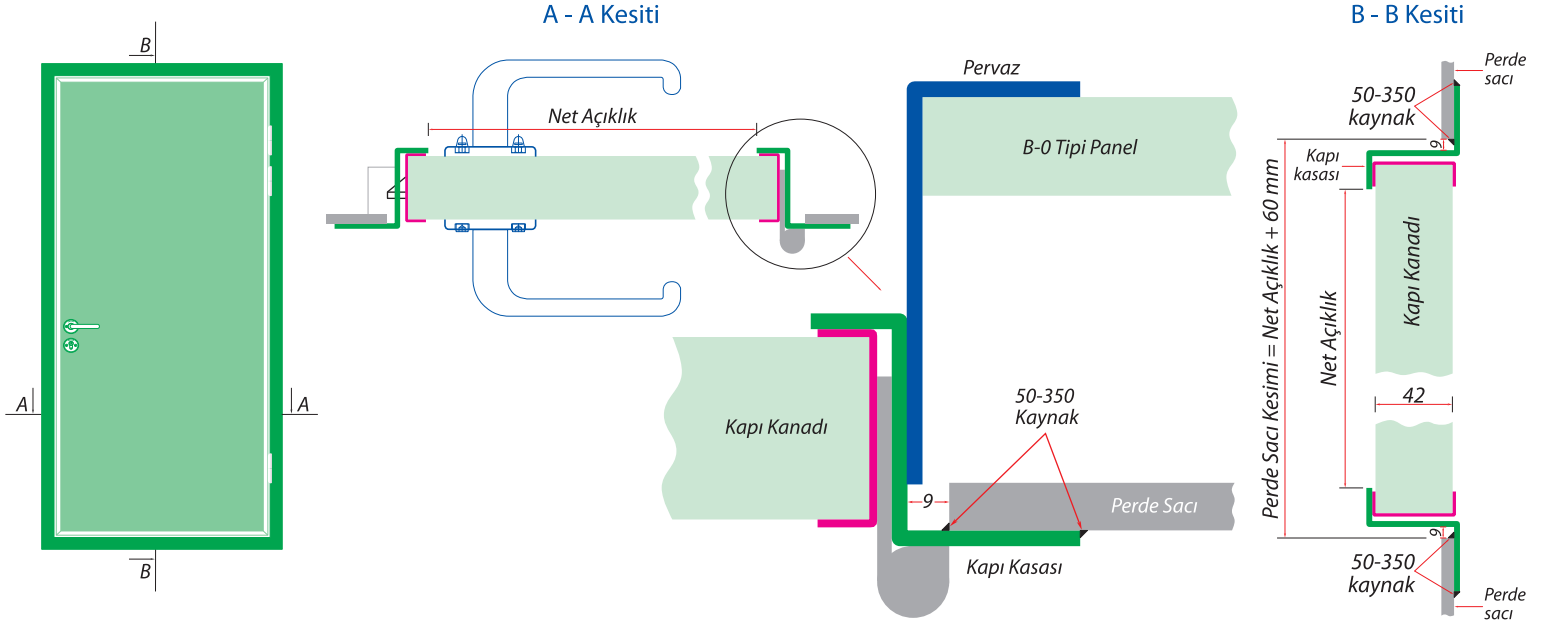 A - A Kesiti
B - B Kesiti
B
A
A
B
Net Açıklık
Pervaz
B-0 Tipi Panel
Kapı Kanadı
50-350
Kaynak
9
Perde Sacı
Kapı Kasası
Perde
sacı
50-350
kaynak
9
Kapı
kasası
Perde Sacı Kesimi = Net Açıklık + 60 mm
Net Açıklık
Kapı Kanadı
42
9
50-350
kaynak
Perde
sacı